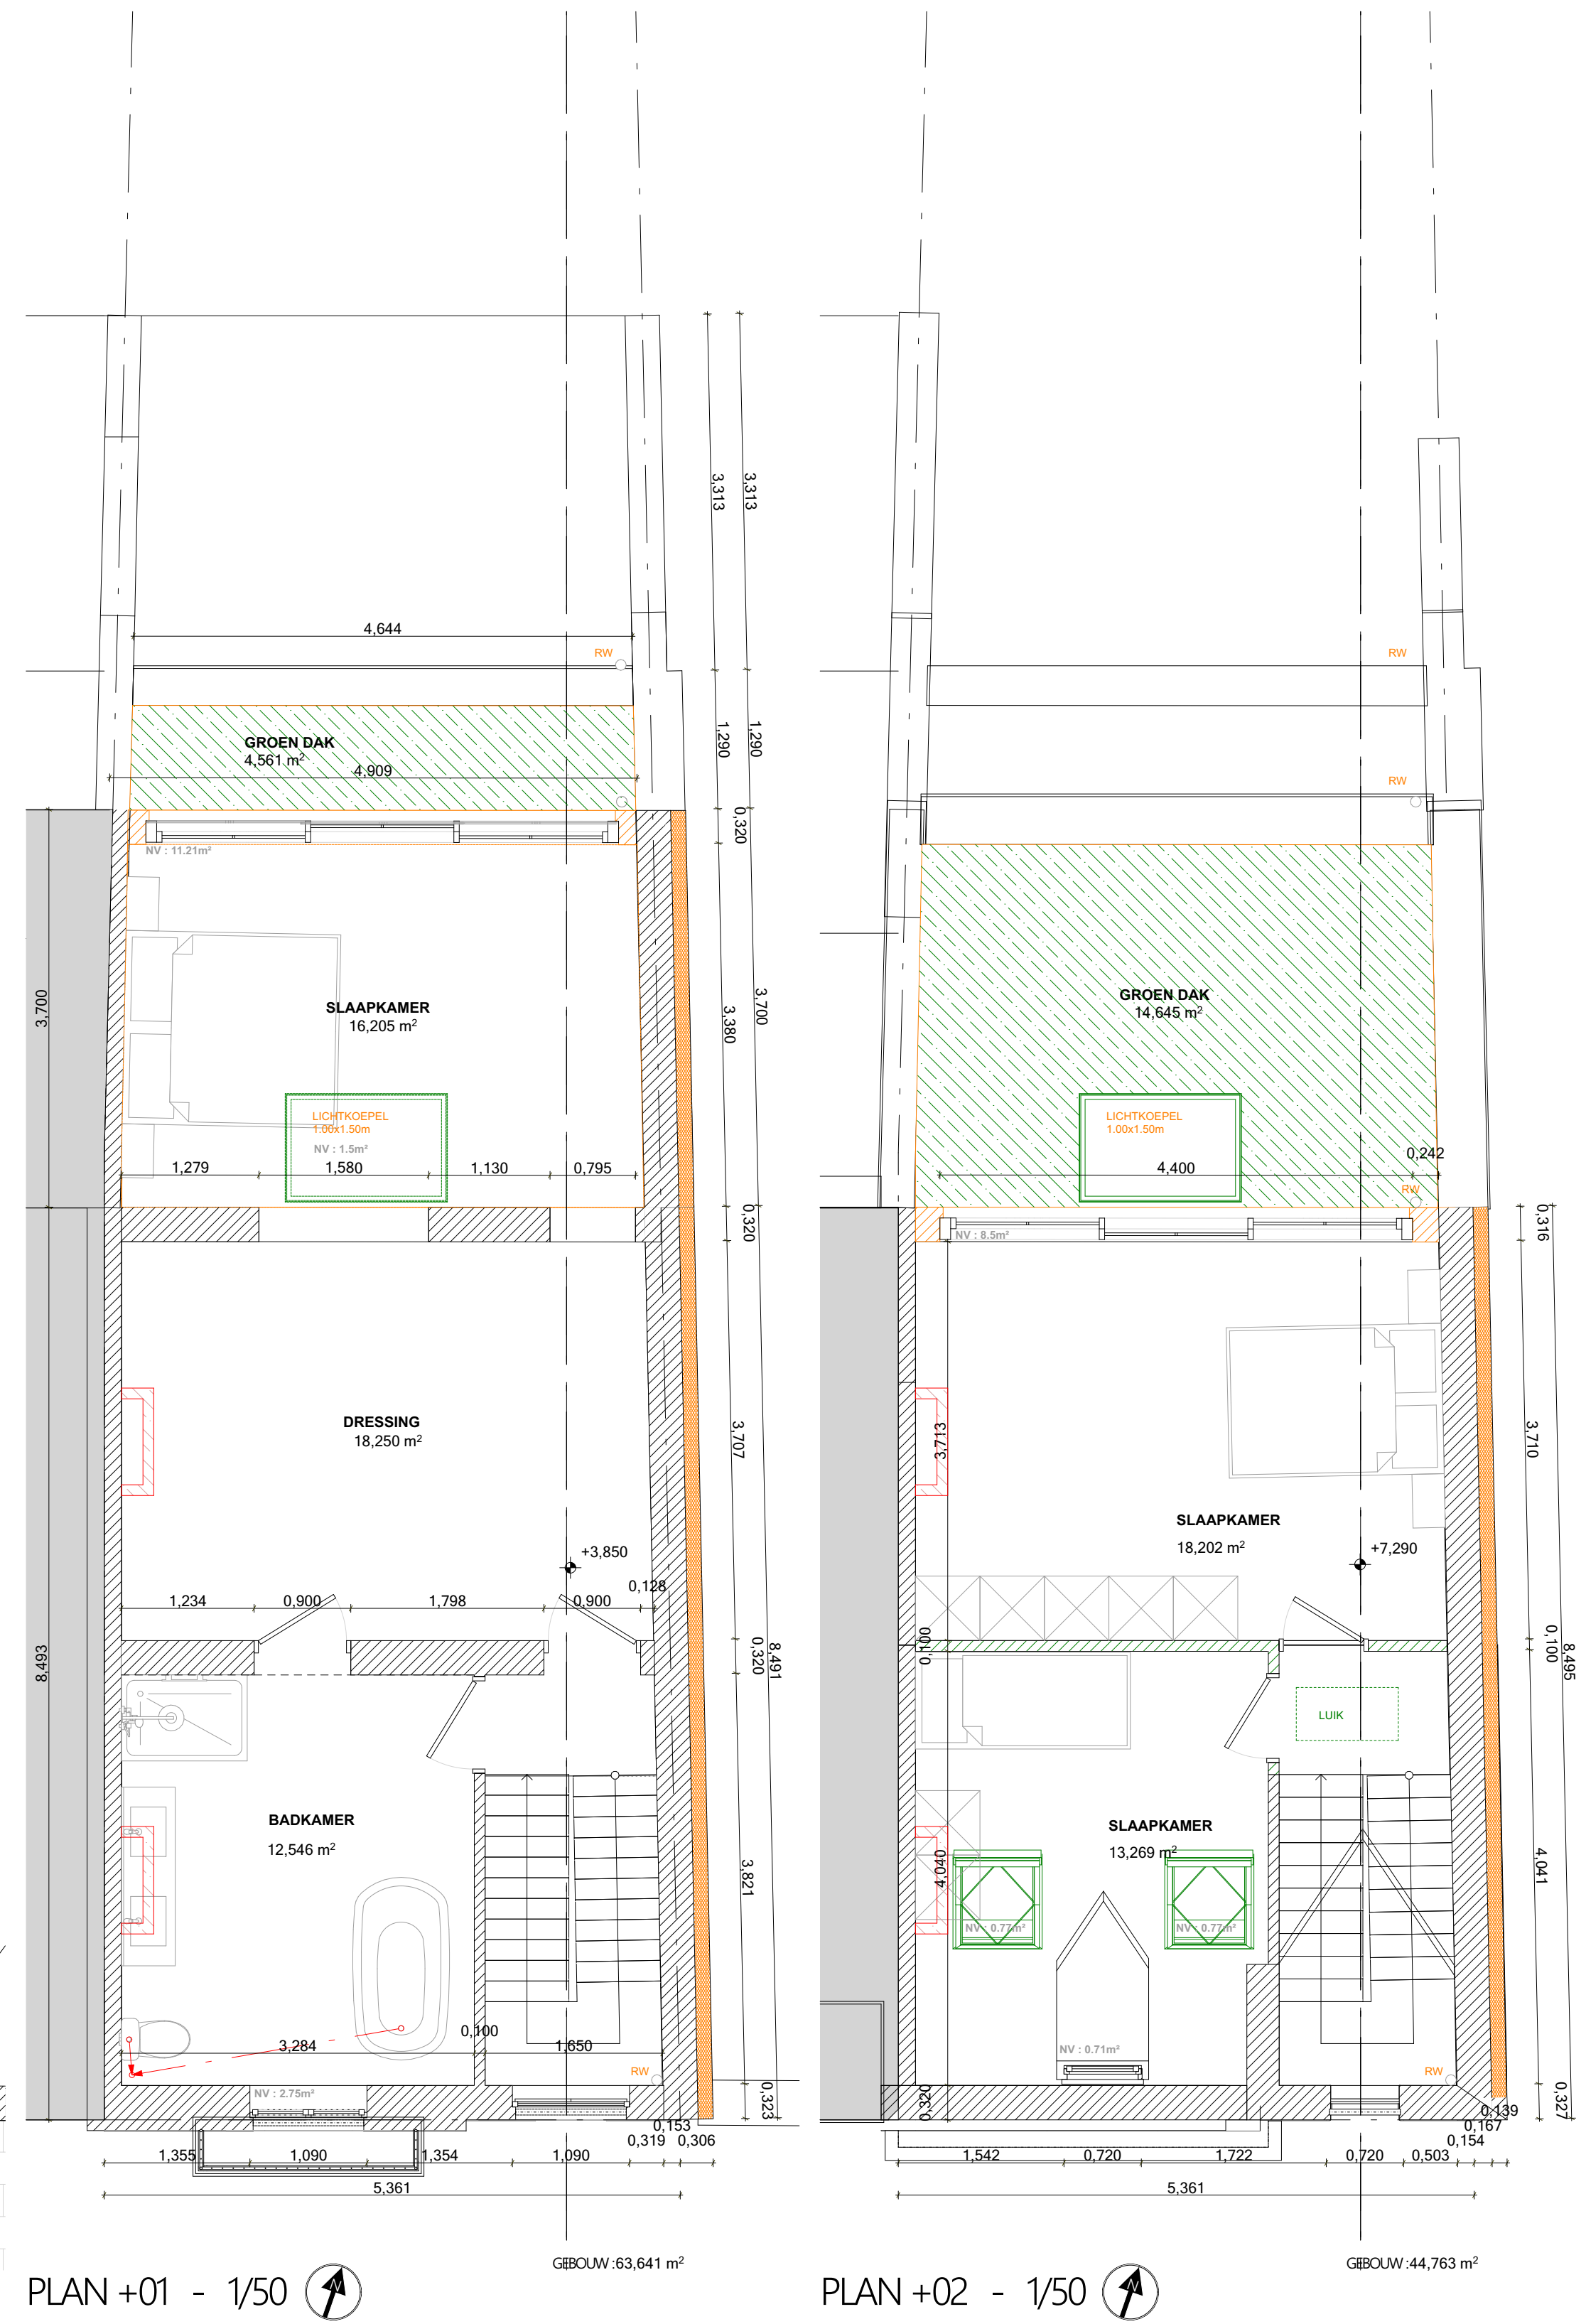 3,313
3,313
4,644
RW
GROEN DAK
4,561 m²
4,909
1,290
1,290
0,320
NV : 11.21m²
3,700
SLAAPKAMER
16,205 m²
3,380
3,700
LICHTKOEPEL
1.00x1.50m
NV : 1.5m²
1,279
1,580
1,130
0,795
0,320
DRESSING
18,250 m²
3,707
+3,850
0,128
1,234
0,900
1,798
0,900
8,493
0,320
8,491
BADKAMER
12,546 m²
3,821
3,284
0,100
1,650
RW
NV : 2.75m²
0,323
0,153
0,319
0,306
1,355
1,090
1,354
1,090
5,361
GEBOUW :63,641 m²
PLAN +01 - 1/50
N
RW
RW
GROEN DAK
14,645 m²
LICHTKOEPEL
1.00x1.50m
0,242
4,400
RW
NV : 8.5m²
0,316
3,713
3,710
SLAAPKAMER
18,202 m²
+7,290
0,100
0,100
8,495
LUIK
SLAAPKAMER
13,269 m²
4,040
4,041
NV : 0.77m²
NV : 0.77m²
NV : 0.71m²
RW
0,320
0,327
0,139
0,167
0,154
1,542
0,720
1,722
0,720
0,503
5,361
GEBOUW :44,763 m²
PLAN +02 - 1/50
N